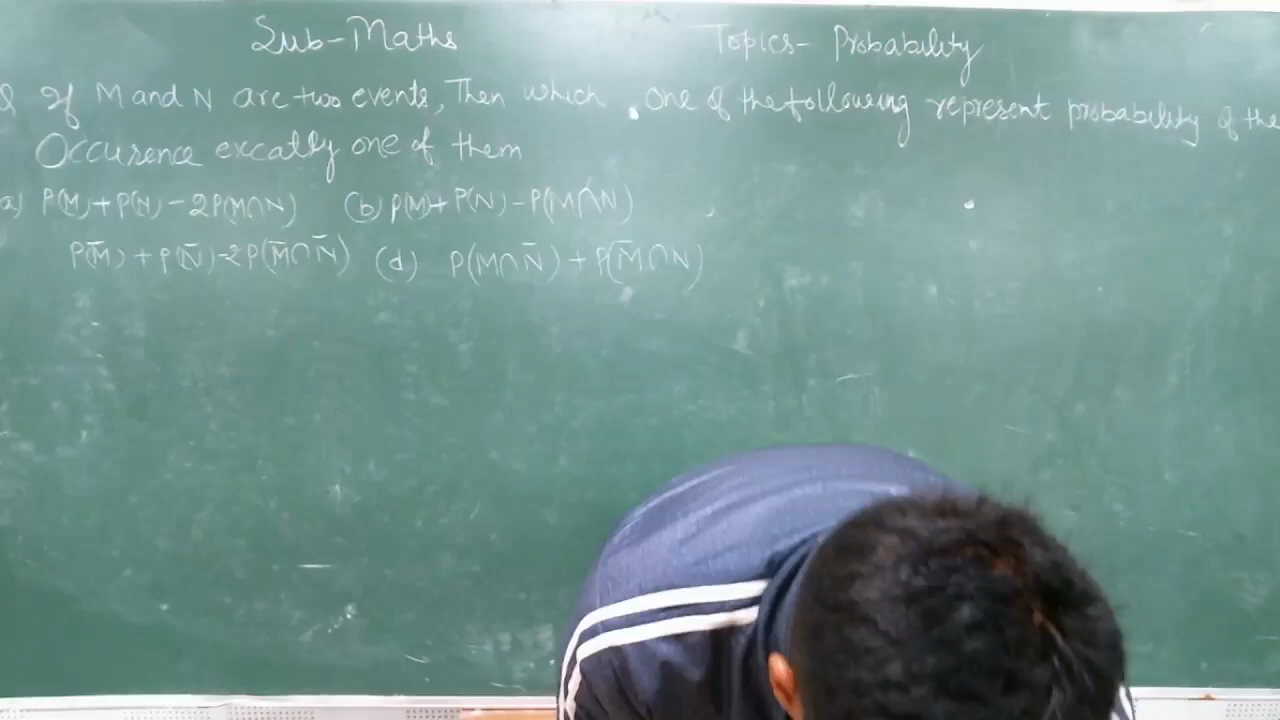 Sub-Maths Topics- Probability
Q If M and N are two events, Then which one of the following represent probability of the
Occurence excatly one of them
a) P(M)+P(N)-2P(M∩N) (b) P(M)+P(N)-P(M∩N)
P(M̄)+P(N̄)-2P(M̄∩N̄) (d) P(M∩N̄)+P(M̄∩N)